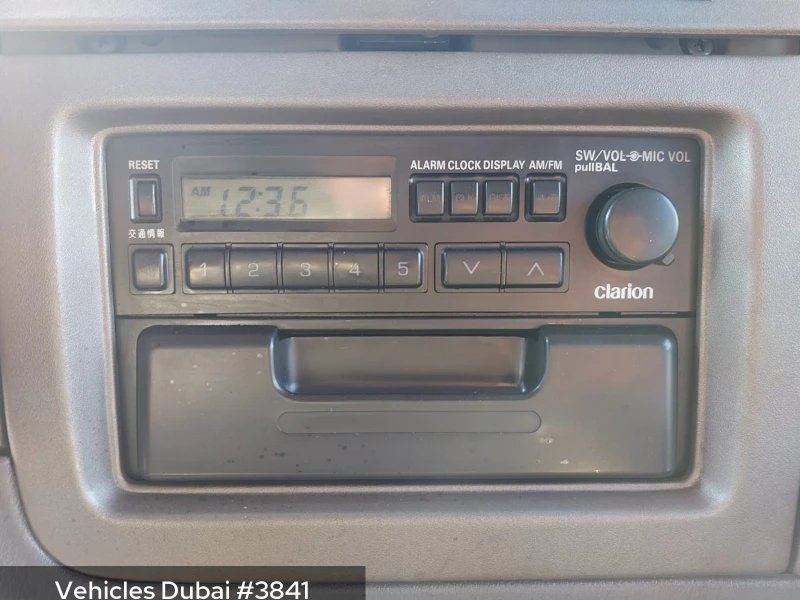 RESET
ALARM CLOCK DISPLAY AM/FM
SW/VOL MIC VOL
pullBAL
AM 12:36
交通情報
1 2 3 4 5
clarion
Vehicles Dubai #3841